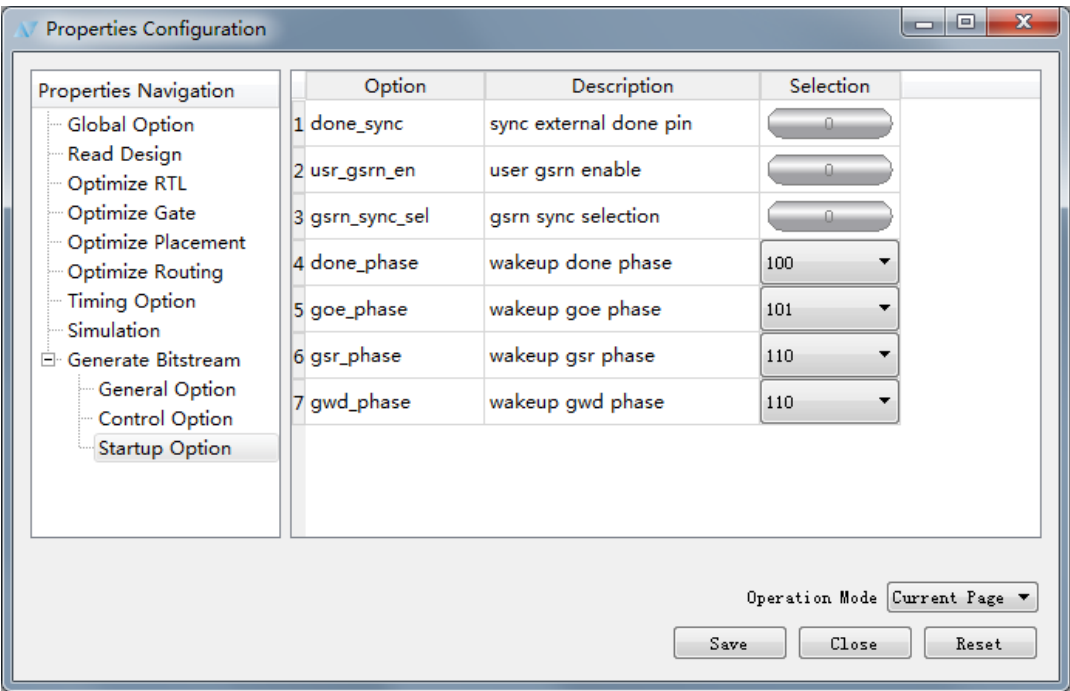 Properties Configuration
Properties Navigation
Global Option
Read Design
Optimize RTL
Optimize Gate
Optimize Placement
Optimize Routing
Timing Option
Simulation
Generate Bitstream
General Option
Control Option
Startup Option
Option Description Selection
1 done_sync sync external done pin 0
2 usr_gsrn_en user gsrn enable 0
3 gsrn_sync_sel gsrn sync selection 0
4 done_phase wakeup done phase 100
5 goe_phase wakeup goe phase 101
6 gsr_phase wakeup gsr phase 110
7 gwd_phase wakeup gwd phase 110
Operation Mode Current Page
Save Close Reset